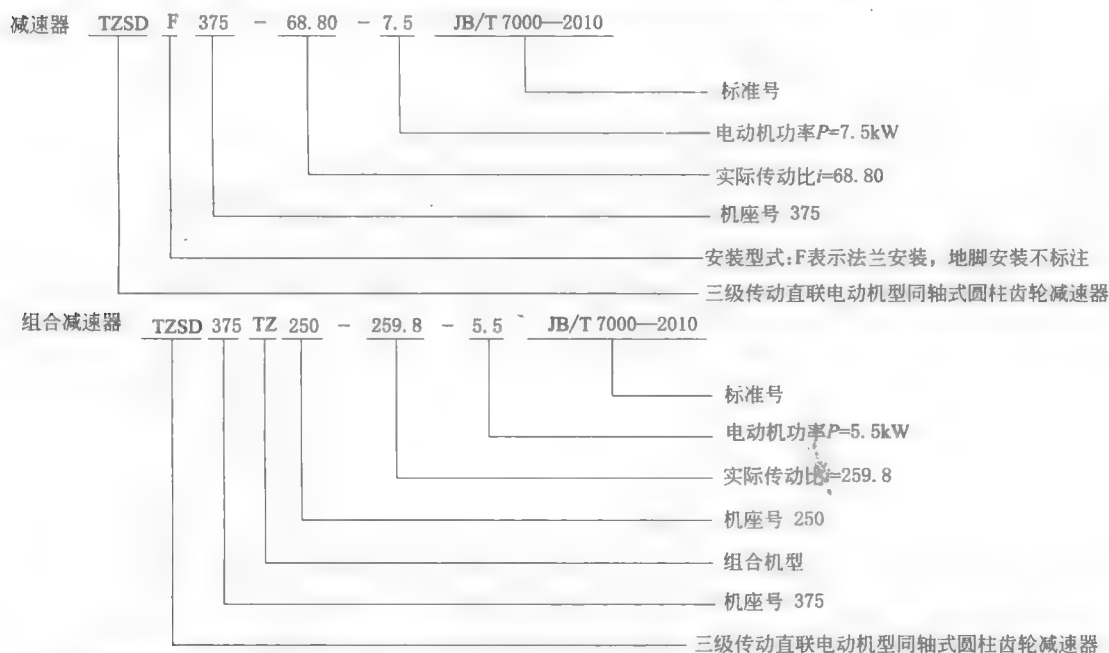 减速器 TZSD F 375 - 68.80 - 7.5 JB/T 7000—2010
标准号
电动机功率P=7.5kW
实际传动比i=68.80
机座号 375
安装型式:F表示法兰安装，地脚安装不标注
三级传动直联电动机型同轴式圆柱齿轮减速器
组合减速器 TZSD 375 TZ 250 - 259.8 - 5.5 JB/T 7000—2010
标准号
电动机功率P=5.5kW
实际传动比i=259.8
机座号 250
组合机型
机座号 375
三级传动直联电动机型同轴式圆柱齿轮减速器